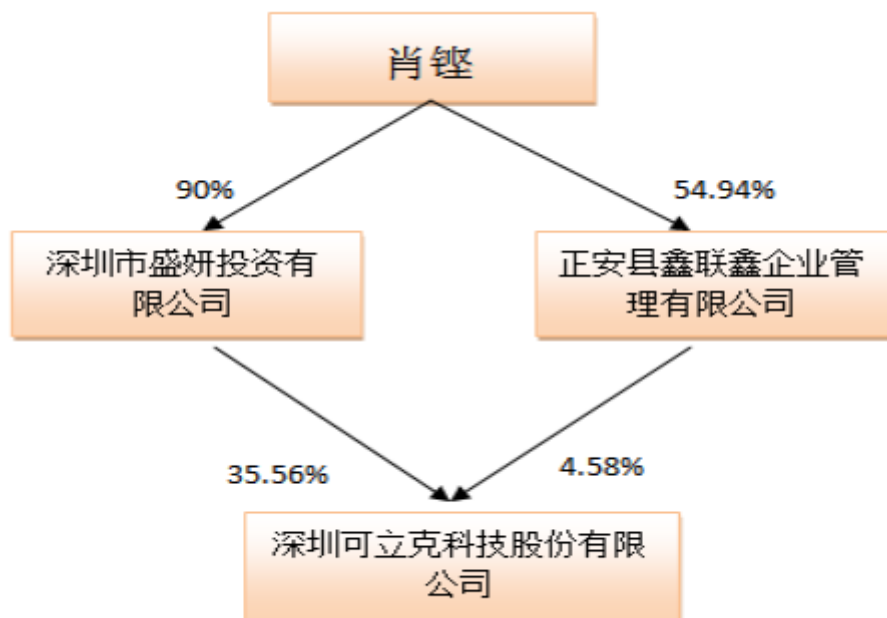 肖铿
90%
54.94%
深圳市盛妍投资有
限公司
正安县鑫联鑫企业管
理有限公司
35.56%
4.58%
深圳可立克科技股份有限
公司